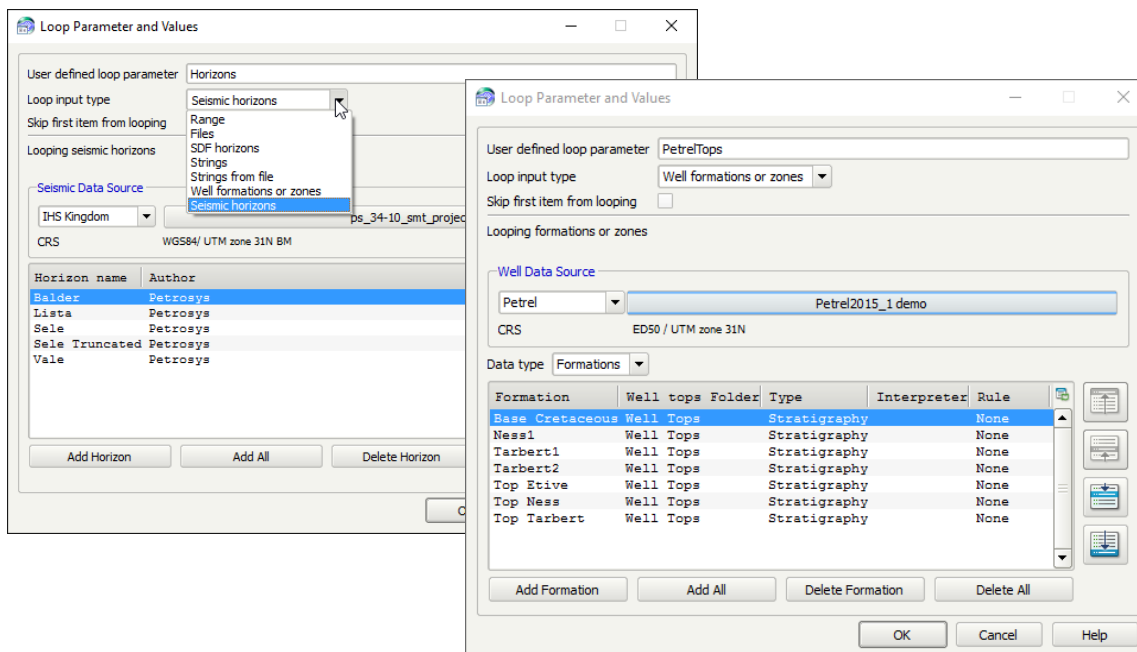 Loop Parameter and Values
User defined loop parameter Horizons
Loop input type Seismic horizons
Range
Files
SDF horizons
Strings
Strings from file
Well formations or zones
Seismic horizons
Skip first item from looping
Looping seismic horizons
Seismic Data Source
IHS Kingdom ps_34-10_smt_projec
CRS WGS84/ UTM zone 31N BM
Horizon name Author
Balder Petrosys
Lista Petrosys
Sele Petrosys
Sele Truncated Petrosys
Vale Petrosys
Add Horizon Add All Delete Horizon
Loop Parameter and Values
User defined loop parameter PetrelTops
Loop input type Well formations or zones
Skip first item from looping
Looping formations or zones
Well Data Source
Petrel Petrel2015_1 demo
CRS ED50 / UTM zone 31N
Data type Formations
Formation Well tops Folder Type Interpreter Rule
Base Cretaceous Well Tops Stratigraphy None
Ness1 Well Tops Stratigraphy None
Tarbert1 Well Tops Stratigraphy None
Tarbert2 Well Tops Stratigraphy None
Top Etive Well Tops Stratigraphy None
Top Ness Well Tops Stratigraphy None
Top Tarbert Well Tops Stratigraphy None
Add Formation Add All Delete Formation Delete All
OK Cancel Help